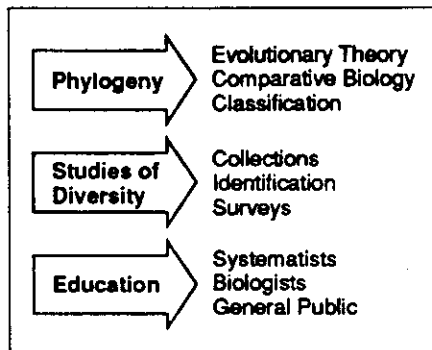 Phylogeny
Evolutionary Theory
Comparative Biology
Classification
Studies of
Diversity
Collections
Identification
Surveys
Education
Systematists
Biologists
General Public